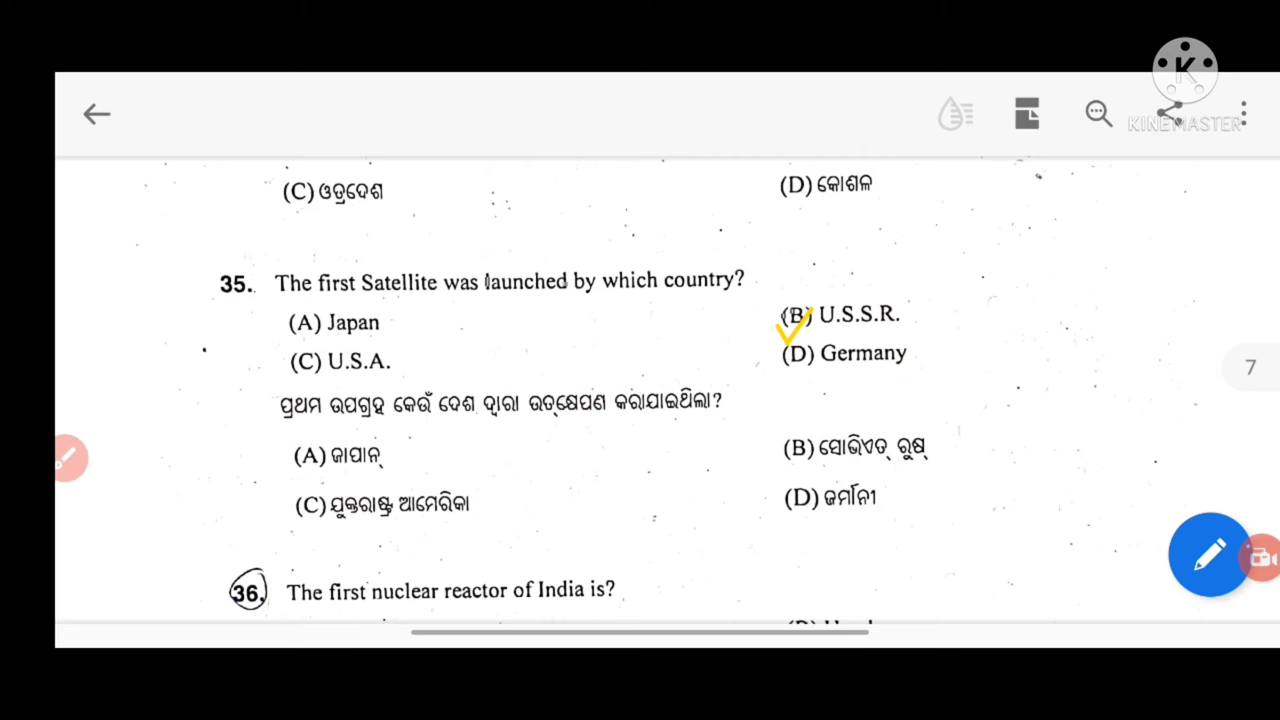 KINEMASTER
(C) ଓଡ୍ରଦେଶ (D) କୋଶଳ
35. The first Satellite was launched by which country?
(A) Japan (B) U.S.S.R.
(C) U.S.A. (D) Germany
7
ପ୍ରଥମ ଉପଗ୍ରହ କେଉଁ ଦେଶ ଦ୍ଵାରା ଉତ୍‌କ୍ଷେପଣ କରାଯାଇଥିଲା?
(A) ଜାପାନ୍ (B) ସୋଭିଏତ୍ ରୁଷ୍
(C) ଯୁକ୍ତରାଷ୍ଟ୍ର ଆମେରିକା (D) ଜର୍ମାନୀ
36. The first nuclear reactor of India is?